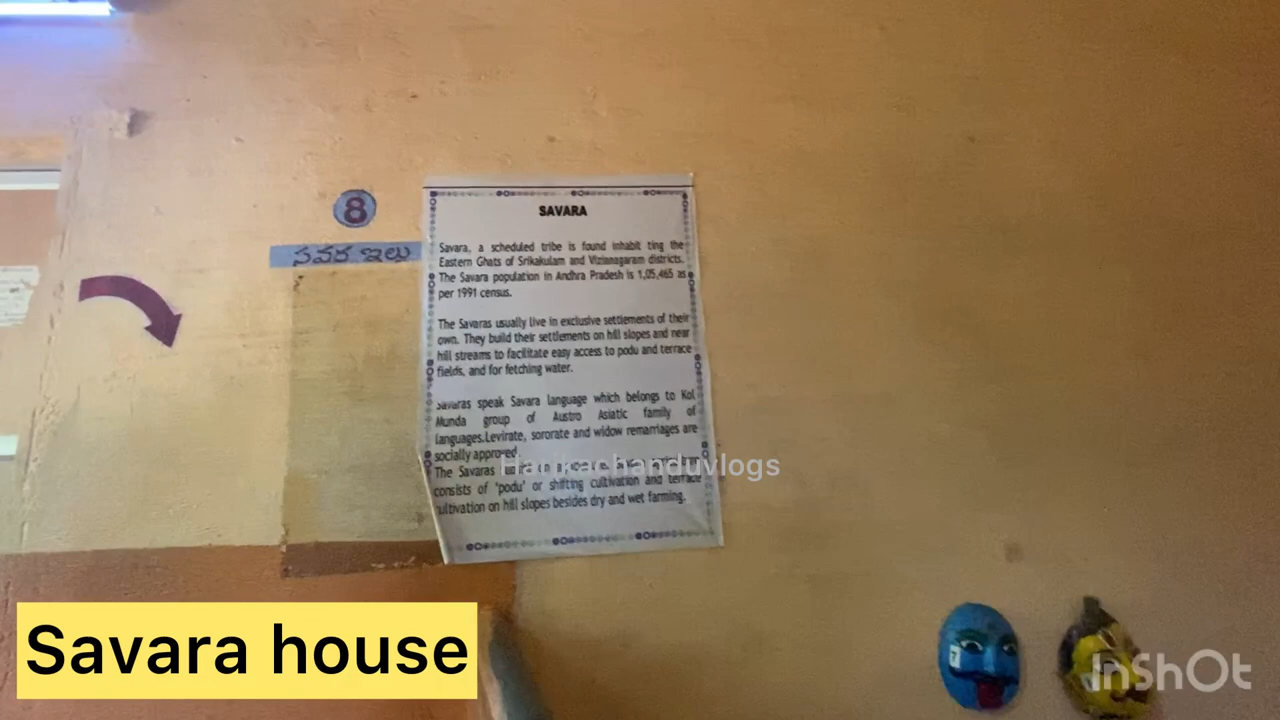 8
సవర ఇలు
SAVARA
Savara, a scheduled tribe is found inhabit ting the
Eastern Ghats of Srikakulam and Vizianagaram districts.
The Savara population in Andhra Pradesh is 1,05,465 as
per 1991 census.
The Savaras usually live in exclusive settlements of their
own. They build their settlements on hill slopes and near
hill streams to facilitate easy access to podu and terrace
fields, and for fetching water.
Savaras speak Savara language which belongs to Kol
Munda group of Austro Asiatic family of
languages.Levirate, sororate and widow remarriages are
socially approved.
The Savaras
consists of 'podu' or shifting cultivation and terrace
cultivation on hill slopes besides dry and wet farming.
Harikachanduvlogs
Savara house
7
InShOt